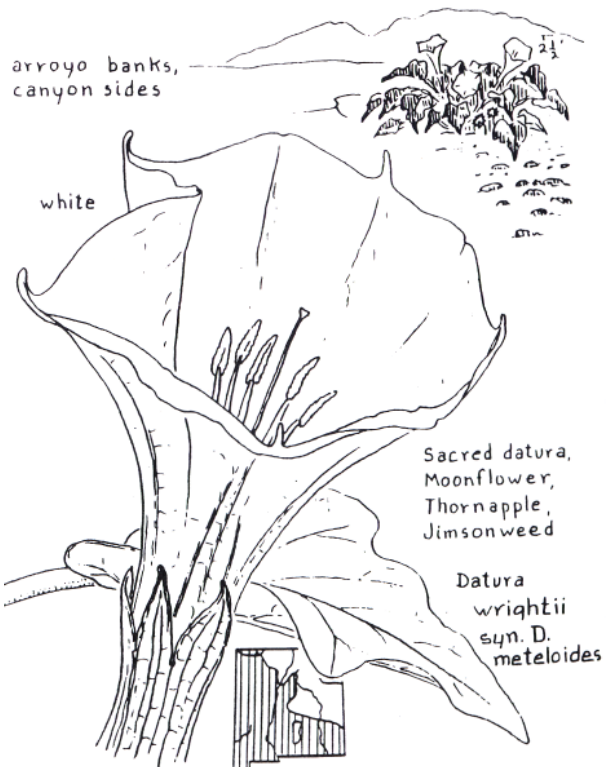 arroyo banks,
canyon sides
2½'
white
Sacred datura,
Moonflower,
Thornapple,
Jimsonweed
Datura
wrightii
syn. D.
meteloides